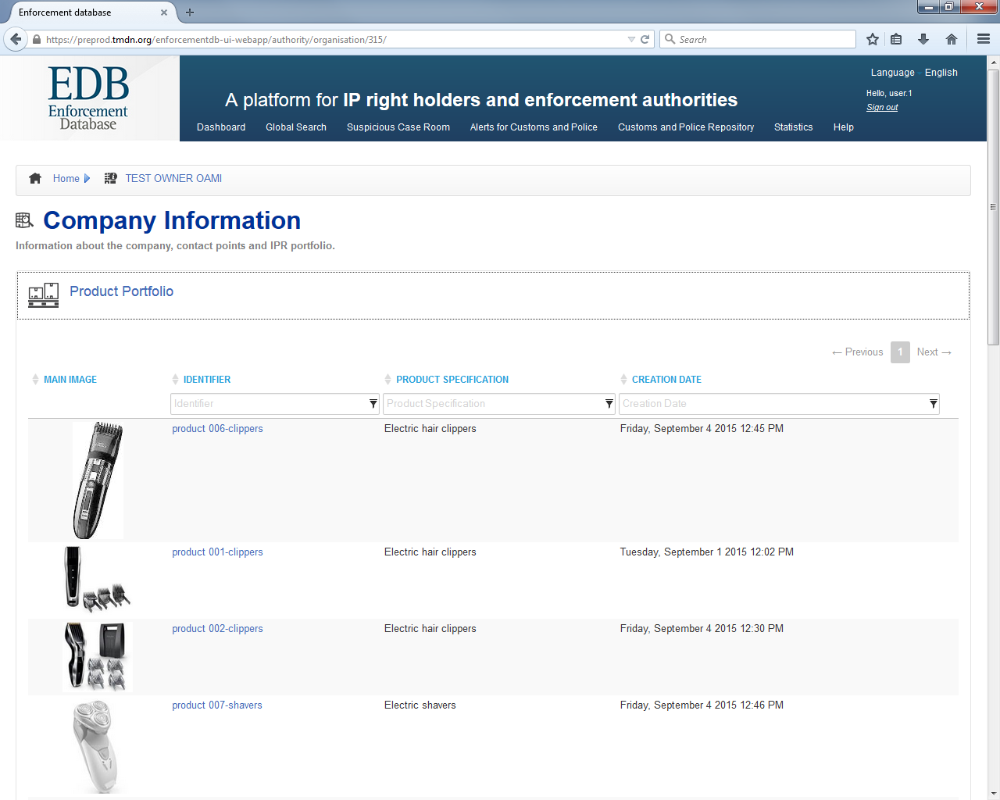 Enforcement database
https://preprod.tmdn.org/enforcementdb-ui-webapp/authority/organisation/315/
Search
EDB
Enforcement
Database
A platform for IP right holders and enforcement authorities
Language English
Hello, user.1
Sign out
Dashboard Global Search Suspicious Case Room Alerts for Customs and Police Customs and Police Repository Statistics Help
Home TEST OWNER OAMI
Company Information
Information about the company, contact points and IPR portfolio.
Product Portfolio
← Previous 1 Next →
MAIN IMAGE IDENTIFIER PRODUCT SPECIFICATION CREATION DATE
Identifier Product Specification Creation Date
product 006-clippers Electric hair clippers Friday, September 4 2015 12:45 PM
product 001-clippers Electric hair clippers Tuesday, September 1 2015 12:02 PM
product 002-clippers Electric hair clippers Friday, September 4 2015 12:30 PM
product 007-shavers Electric shavers Friday, September 4 2015 12:46 PM